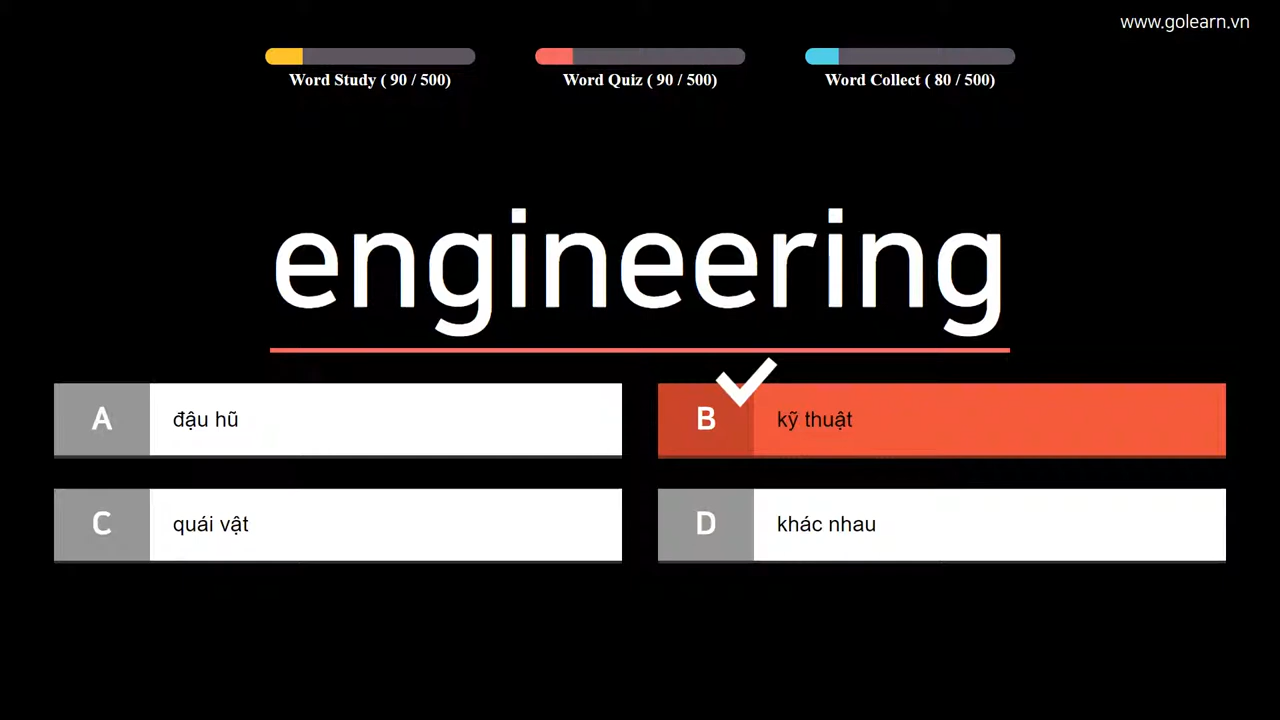 www.golearn.vn
Word Study ( 90 / 500)
Word Quiz ( 90 / 500)
Word Collect ( 80 / 500)
engineering
A đậu hũ
B kỹ thuật
C quái vật
D khác nhau